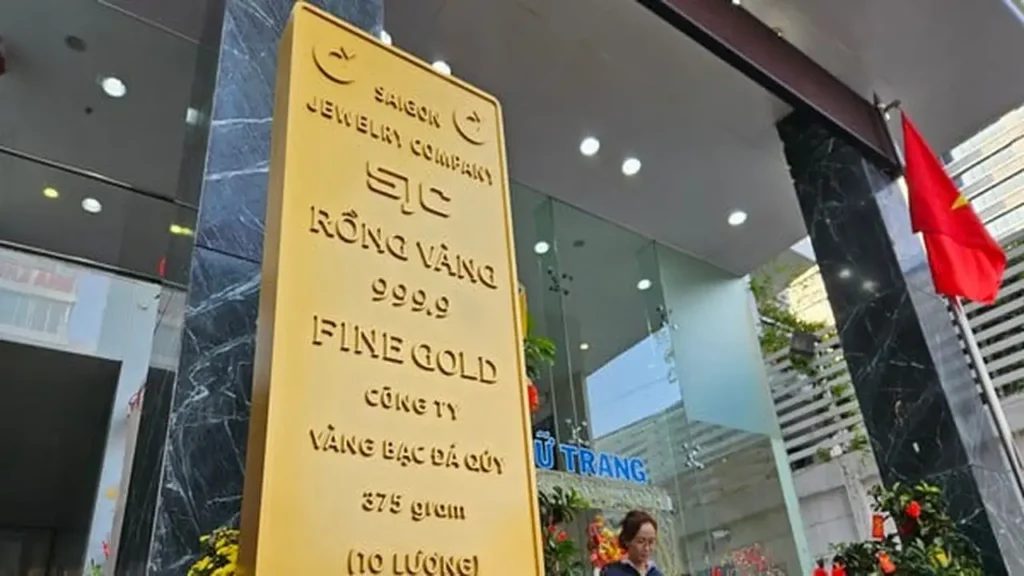 SAIGON
JEWELRY COMPANY
SJC
RỒNG VÀNG
999.9
FINE GOLD
CÔNG TY
VÀNG BẠC ĐÁ QÚY
375 gram
(10 LƯỢNG)
Ữ TRANG